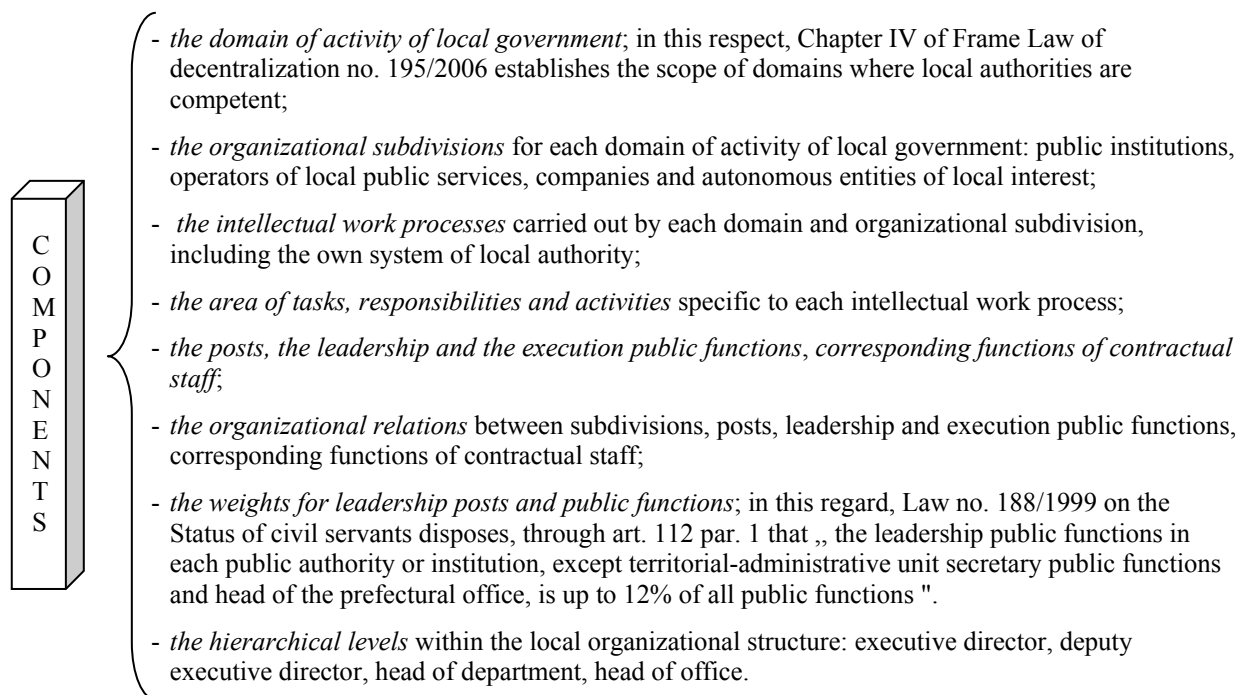 - the domain of activity of local government; in this respect, Chapter IV of Frame Law of
decentralization no. 195/2006 establishes the scope of domains where local authorities are
competent;
- the organizational subdivisions for each domain of activity of local government: public institutions,
operators of local public services, companies and autonomous entities of local interest;
- the intellectual work processes carried out by each domain and organizational subdivision,
including the own system of local authority;
- the area of tasks, responsibilities and activities specific to each intellectual work process;
- the posts, the leadership and the execution public functions, corresponding functions of contractual
staff;
- the organizational relations between subdivisions, posts, leadership and execution public functions,
corresponding functions of contractual staff;
- the weights for leadership posts and public functions; in this regard, Law no. 188/1999 on the
Status of civil servants disposes, through art. 112 par. 1 that ,, the leadership public functions in
each public authority or institution, except territorial-administrative unit secretary public functions
and head of the prefectural office, is up to 12% of all public functions ".
- the hierarchical levels within the local organizational structure: executive director, deputy
executive director, head of department, head of office.
COMPONENTS